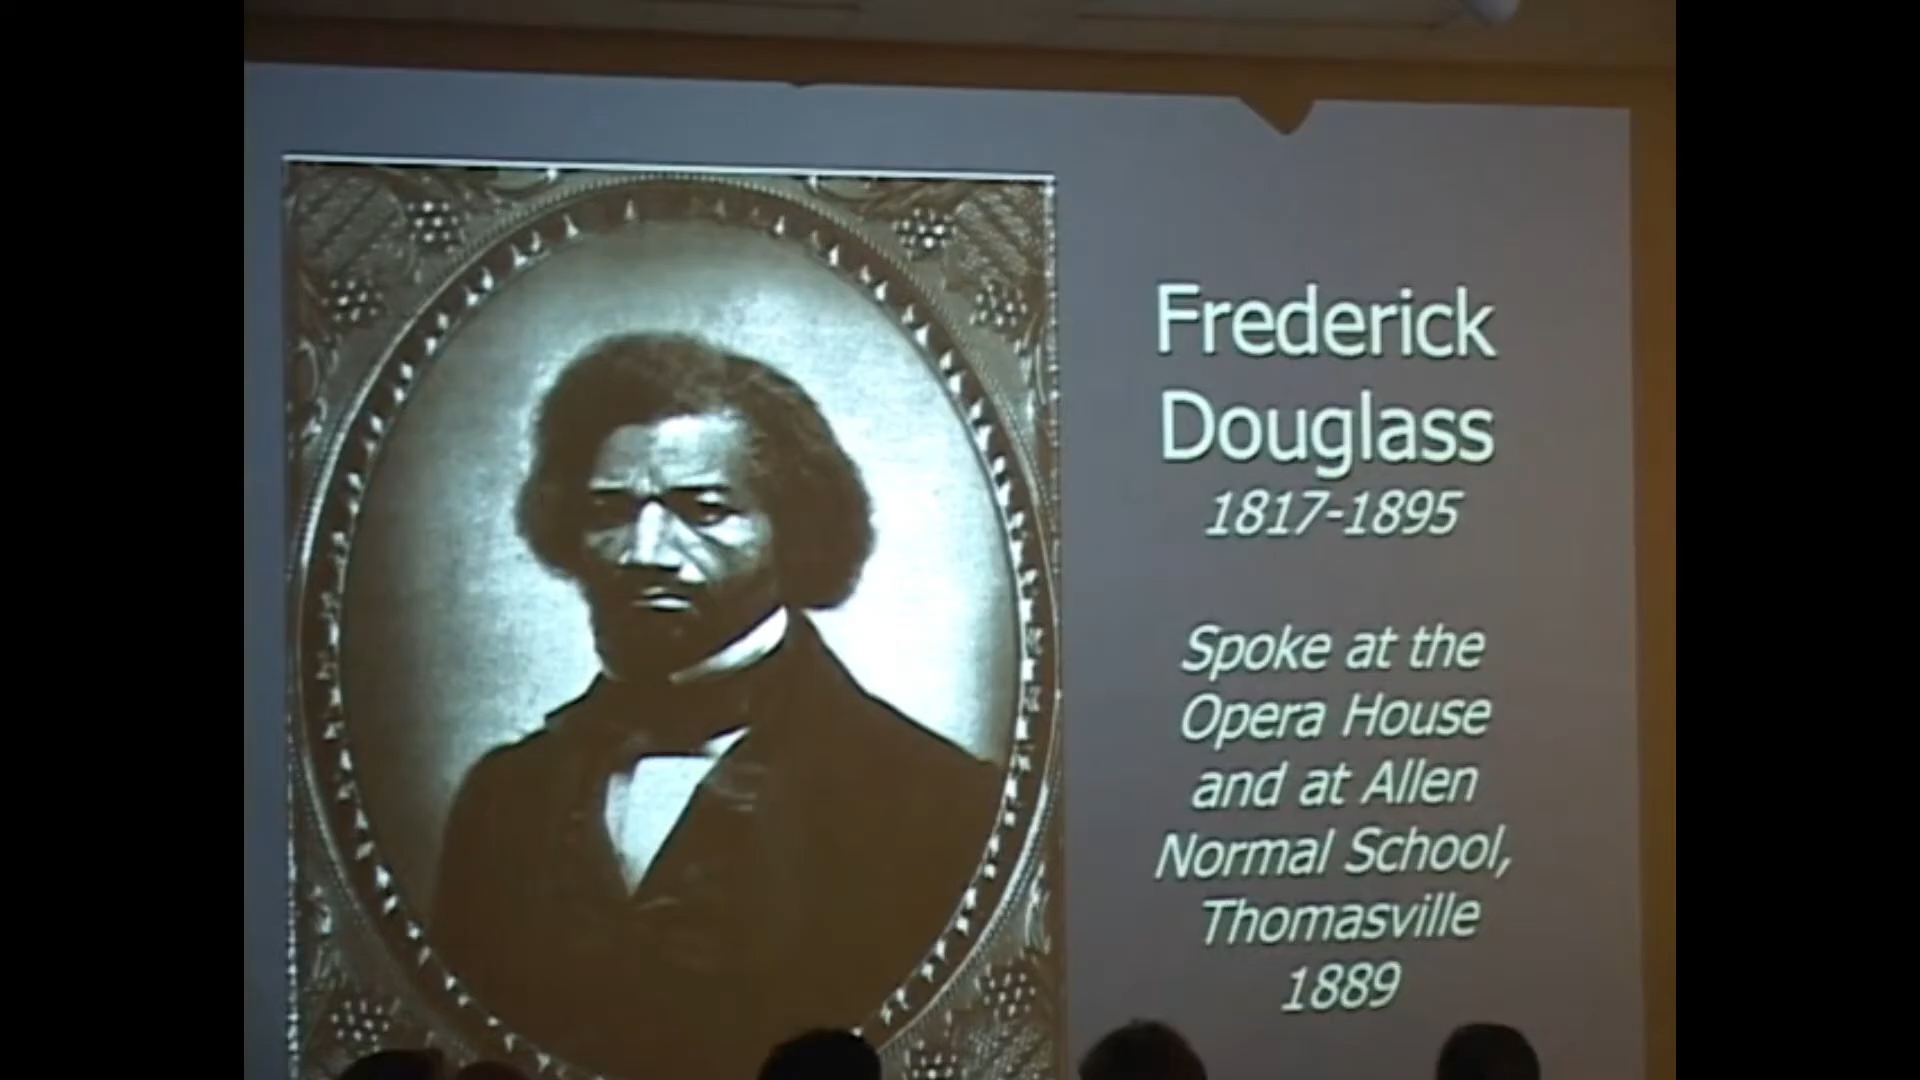 Frederick
Douglass
1817-1895
Spoke at the
Opera House
and at Allen
Normal School,
Thomasville
1889